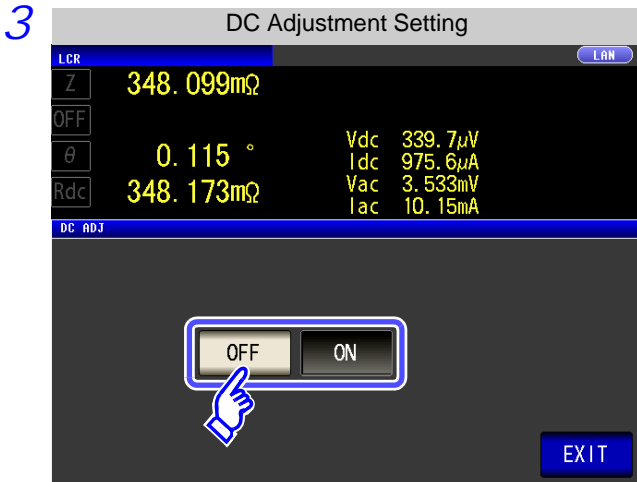 3 DC Adjustment Setting
LCR LAN
Z 348.099mΩ
OFF
Vdc 339.7µV
θ 0.115 ° Idc 975.6µA
Vac 3.533mV
Rdc 348.173mΩ Iac 10.15mA
DC ADJ
OFF ON
EXIT